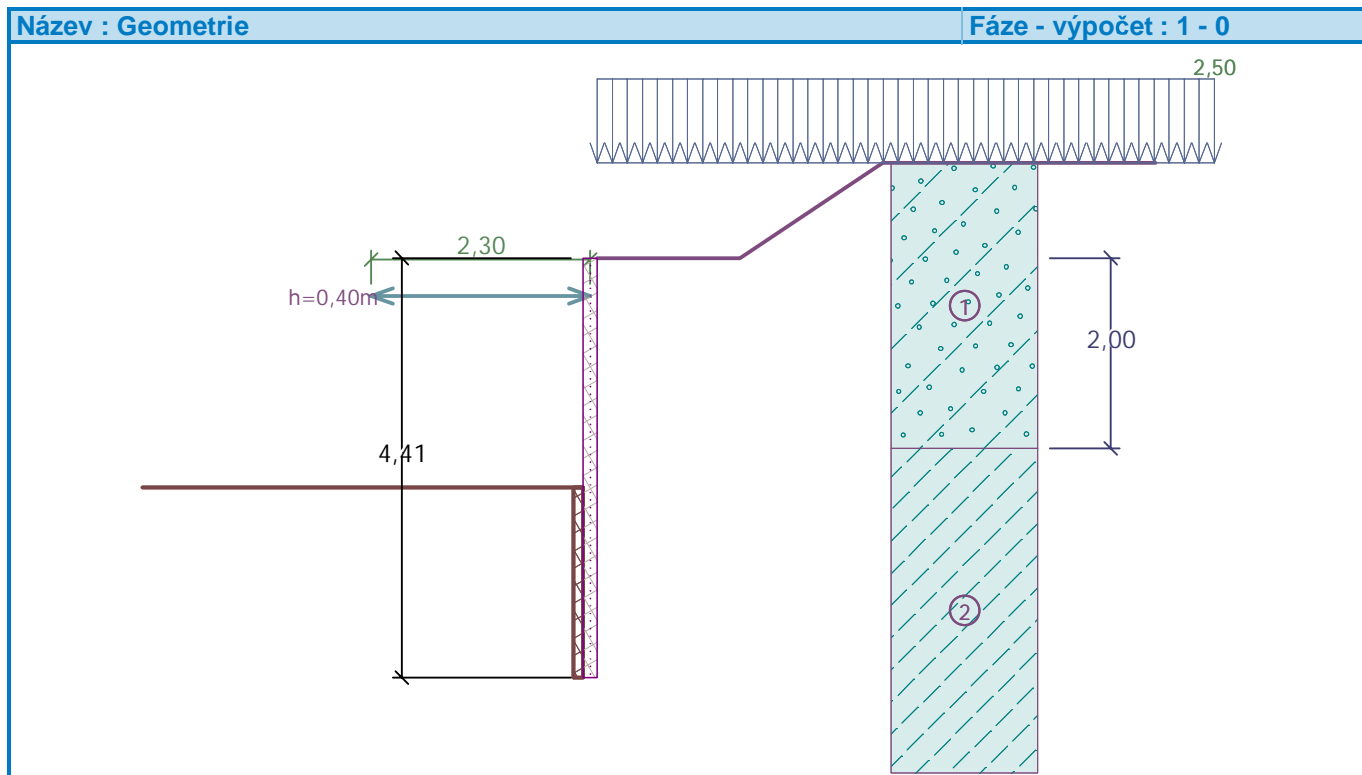 Název : Geometrie
Fáze - výpočet : 1 - 0
2,50
2,30
h=0,40m
1
2,00
4,41
2